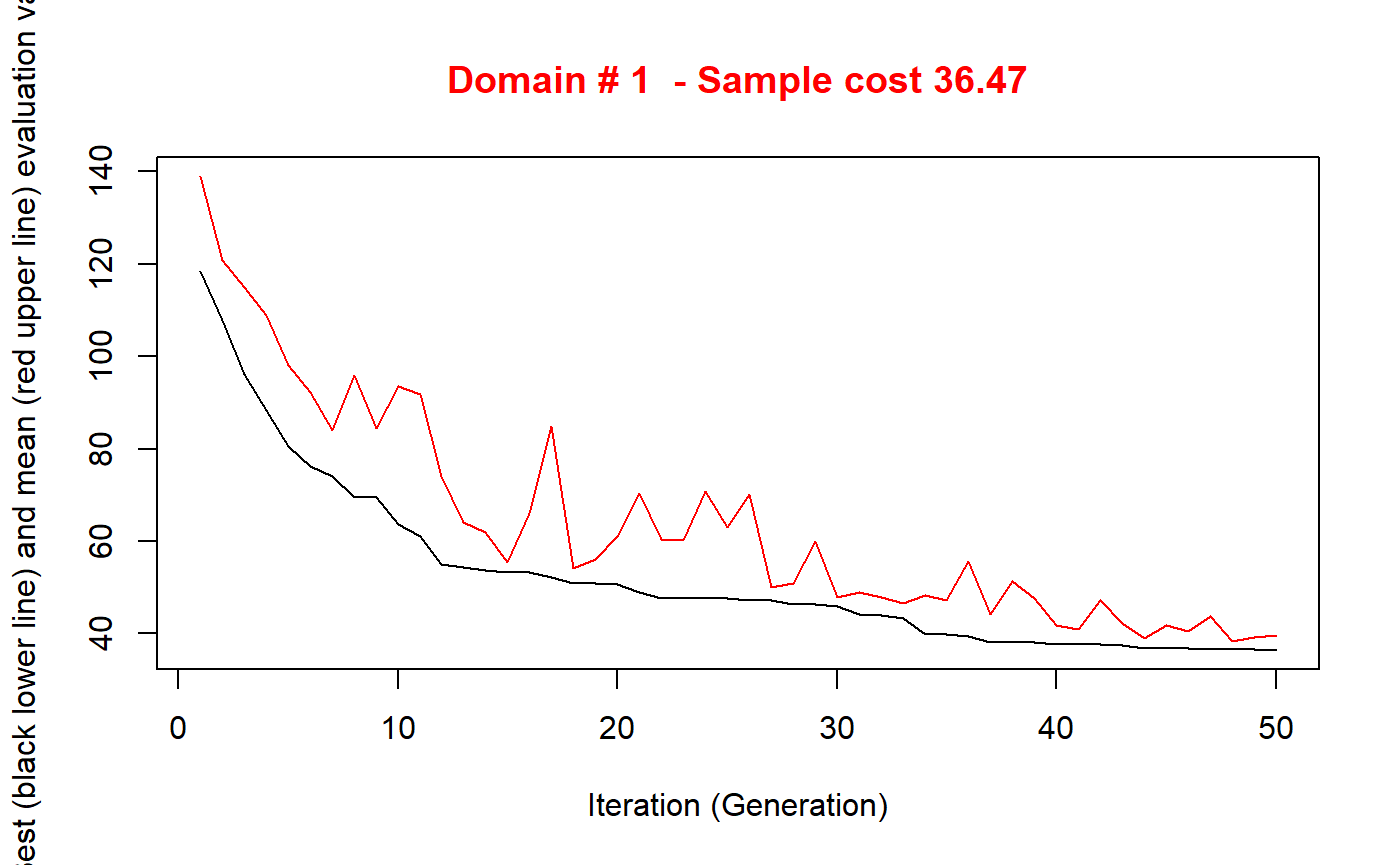 Domain # 1  - Sample cost 36.47
(black lower line) and mean (red upper line) evaluation
140
120
100
80
60
40
0 10 20 30 40 50
Iteration (Generation)